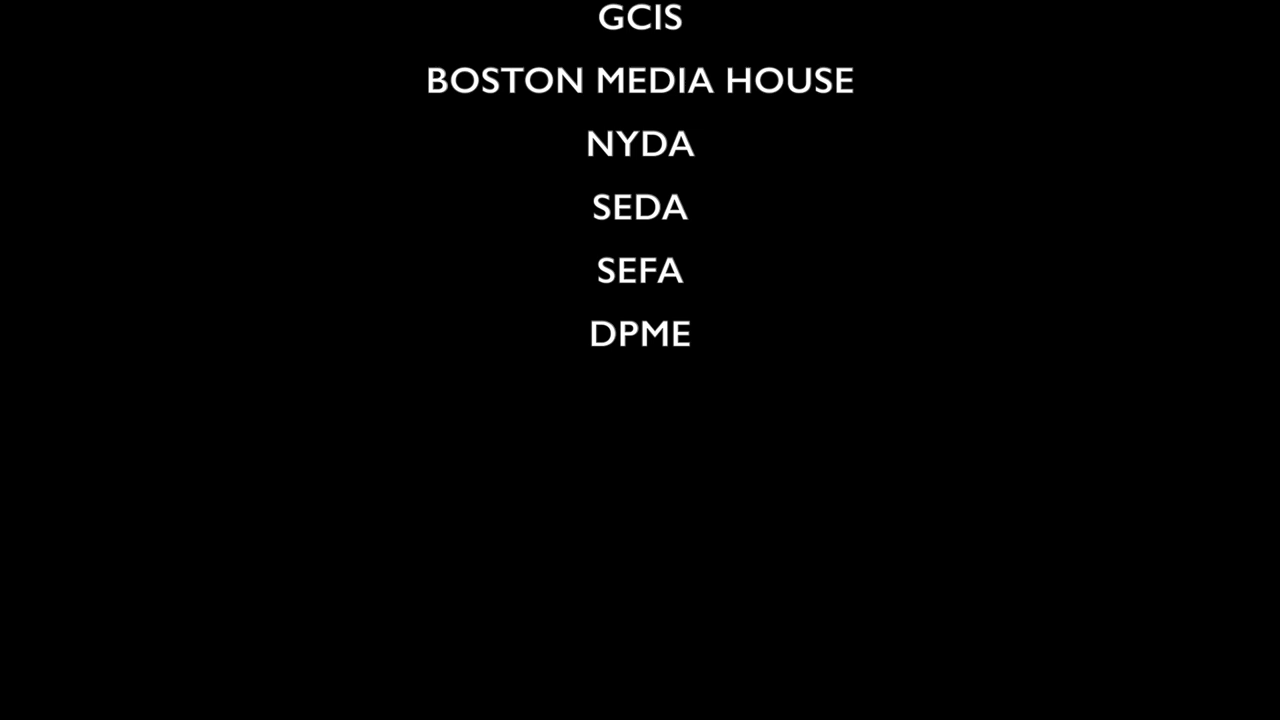 GCIS
BOSTON MEDIA HOUSE
NYDA
SEDA
SEFA
DPME